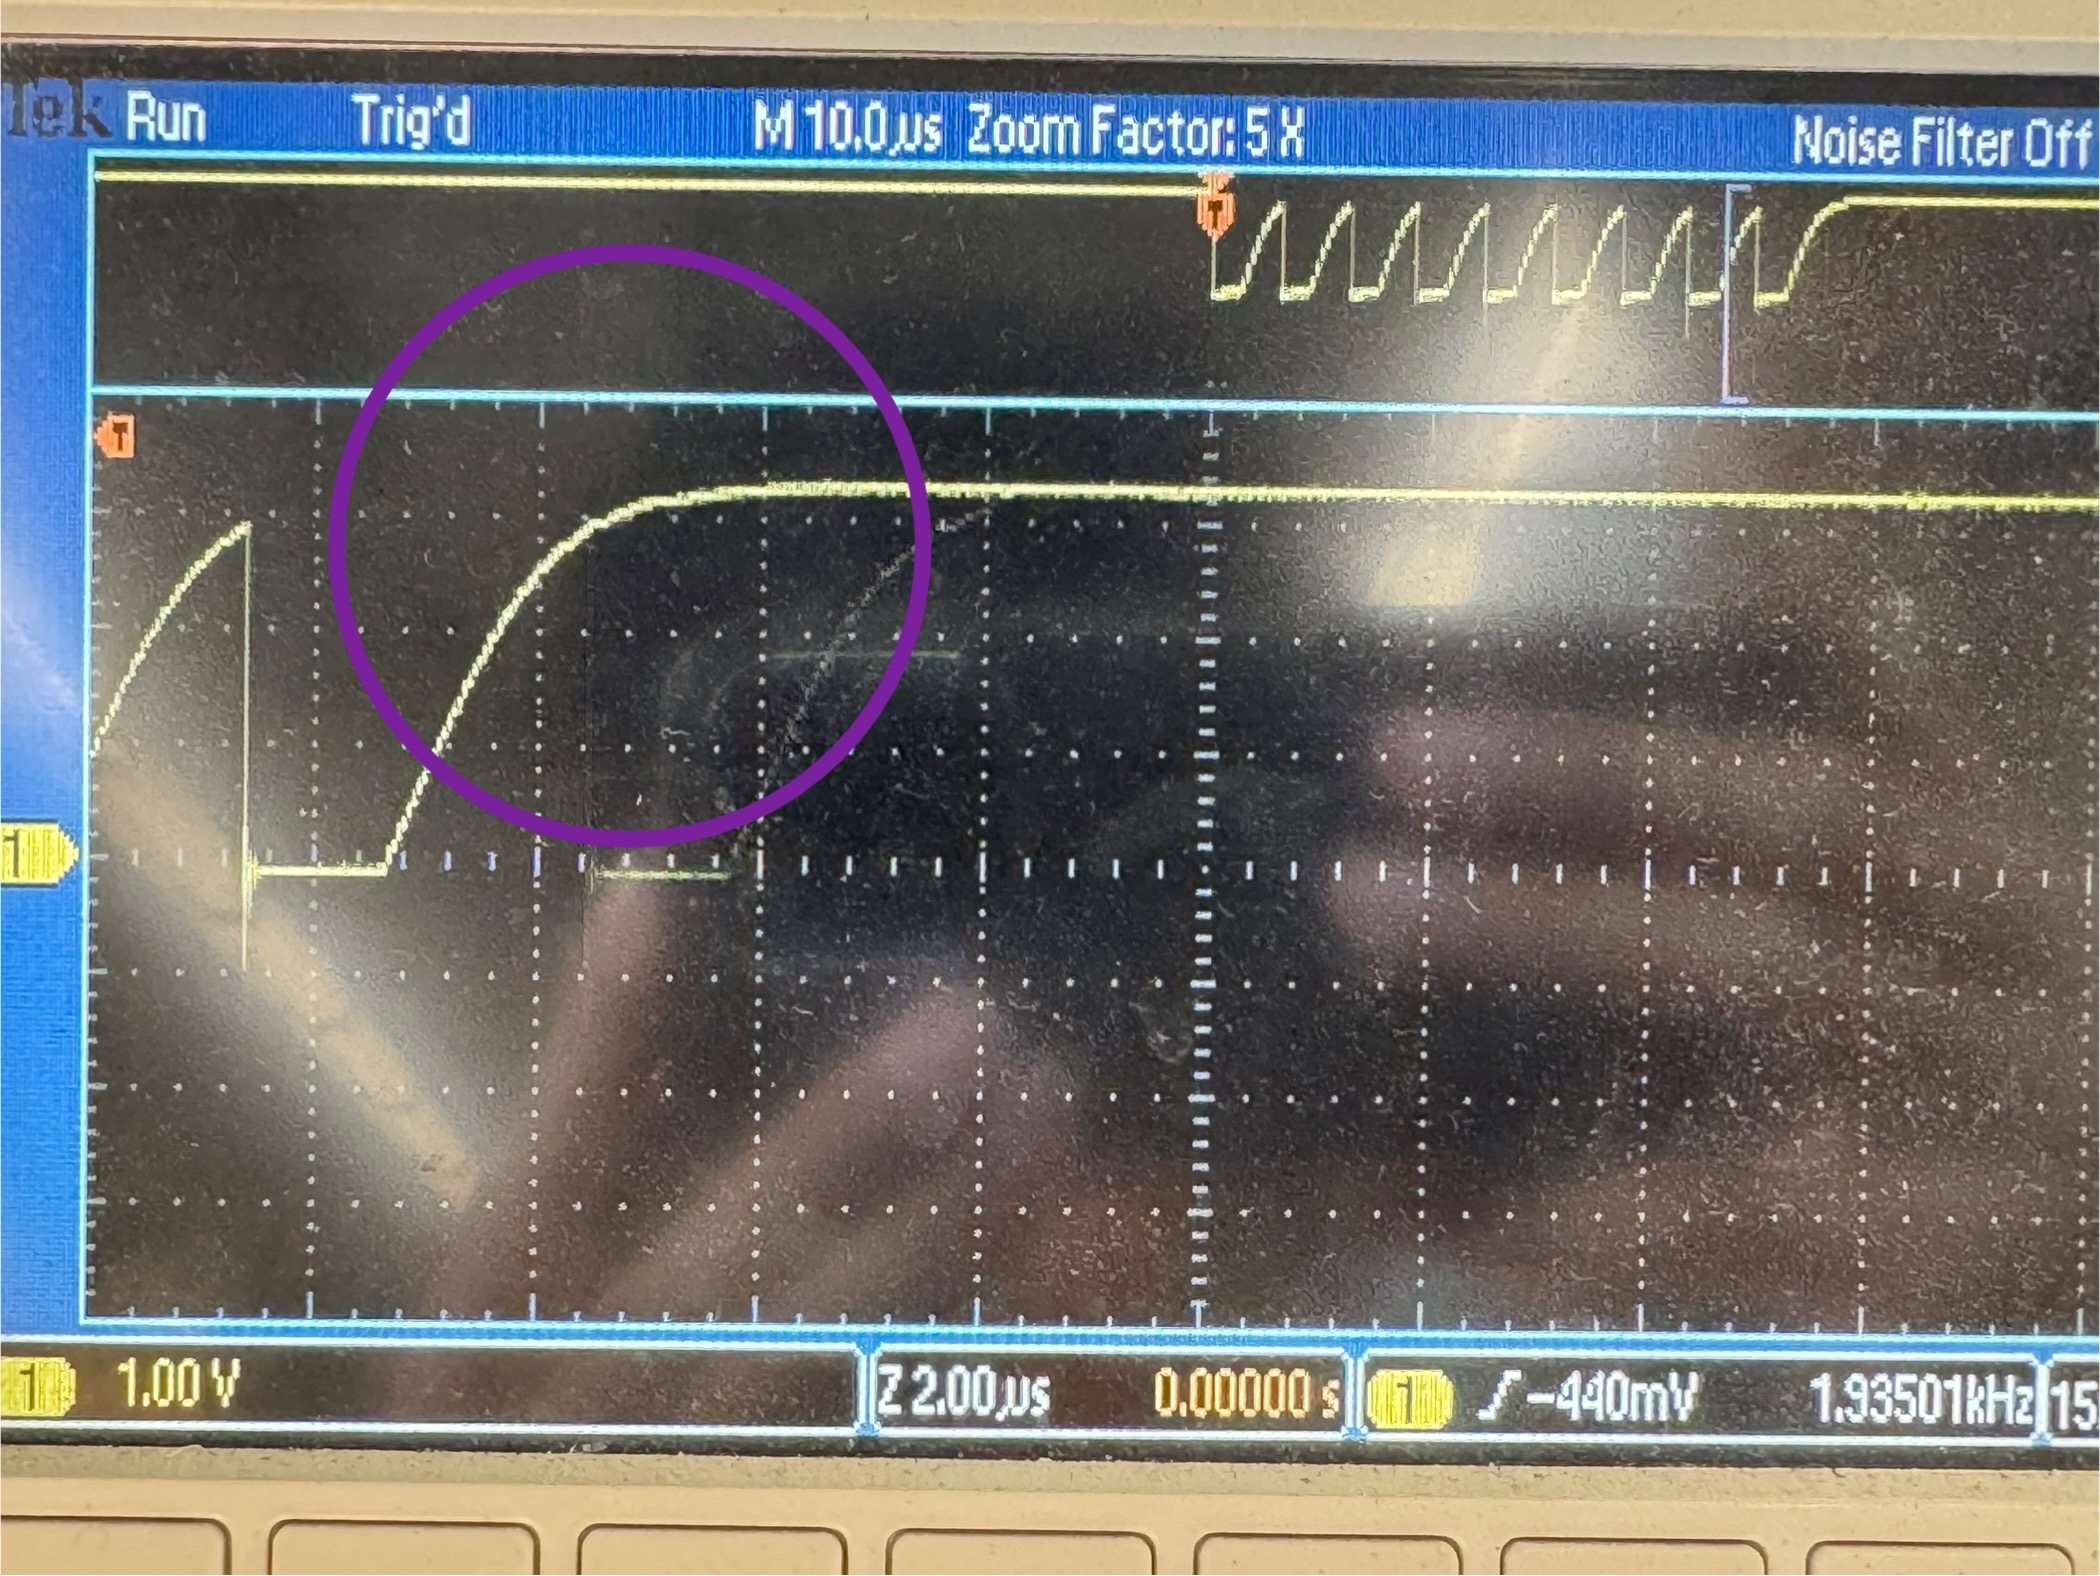 Tek Run Trig'd M 10.0µs Zoom Factor: 5 X Noise Filter Off
T
T
1
1 1.00 V Z 2.00µs 0.00000 s 1 -440mV 1.93501kHz 15